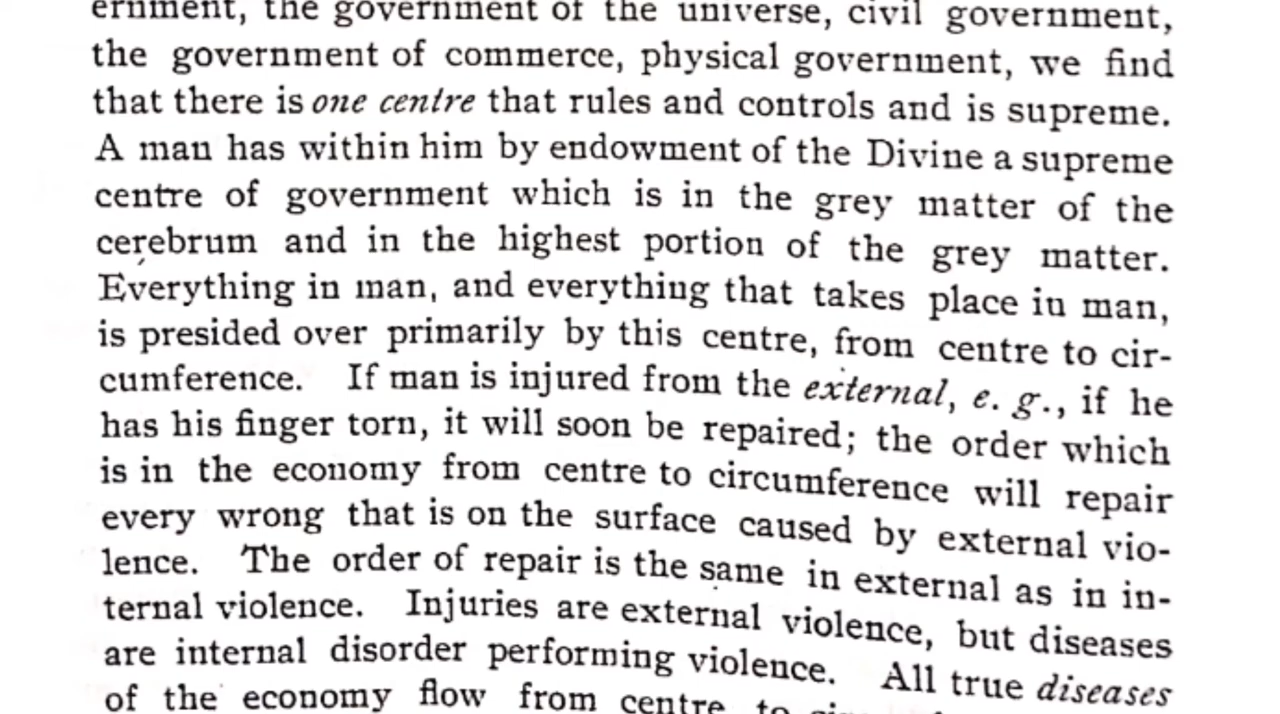 ernment, the government of the universe, civil government,
the government of commerce, physical government, we find
that there is one centre that rules and controls and is supreme.
A man has within him by endowment of the Divine a supreme
centre of government which is in the grey matter of the
cerebrum and in the highest portion of the grey matter.
Everything in man, and everything that takes place in man,
is presided over primarily by this centre, from centre to cir-
cumference. If man is injured from the external, e. g., if he
has his finger torn, it will soon be repaired; the order which
is in the economy from centre to circumference will repair
every wrong that is on the surface caused by external vio-
lence. The order of repair is the same in external as in in-
ternal violence. Injuries are external violence, but diseases
are internal disorder performing violence. All true diseases
of the economy flow from centre to